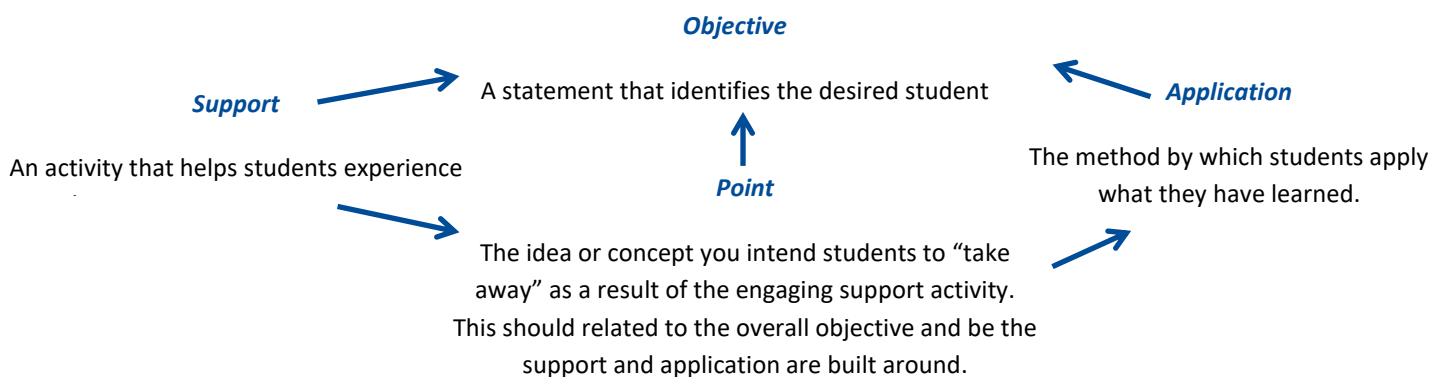 Objective
A statement that identifies the desired student
Support
An activity that helps students experience
Application
The method by which students apply
what they have learned.
Point
The idea or concept you intend students to “take
away” as a result of the engaging support activity.
This should related to the overall objective and be the
support and application are built around.